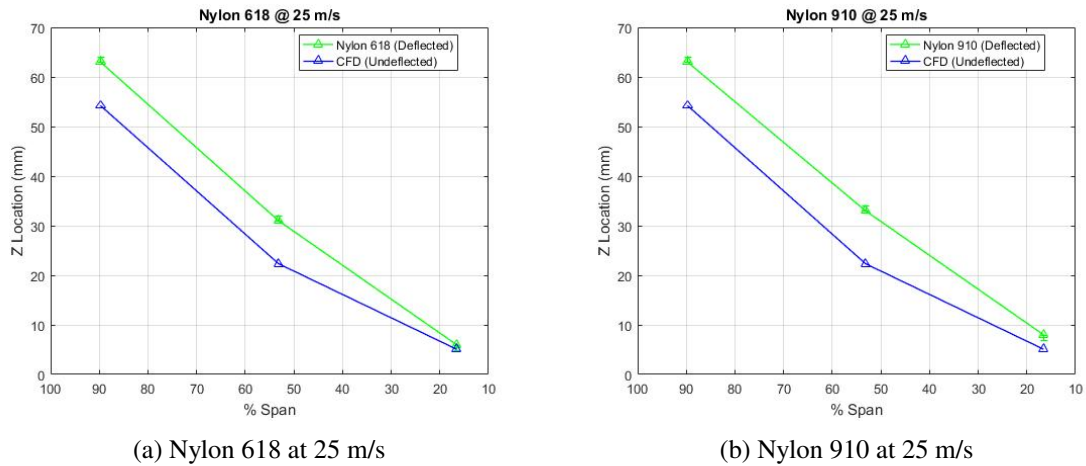 Nylon 618 @ 25 m/s
Nylon 618 (Deflected)
CFD (Undeflected)
Z Location (mm)
70
60
50
40
30
20
10
0
100 90 80 70 60 50 40 30 20 10
% Span
(a) Nylon 618 at 25 m/s
Nylon 910 @ 25 m/s
Nylon 910 (Deflected)
CFD (Undeflected)
Z Location (mm)
70
60
50
40
30
20
10
0
100 90 80 70 60 50 40 30 20 10
% Span
(b) Nylon 910 at 25 m/s